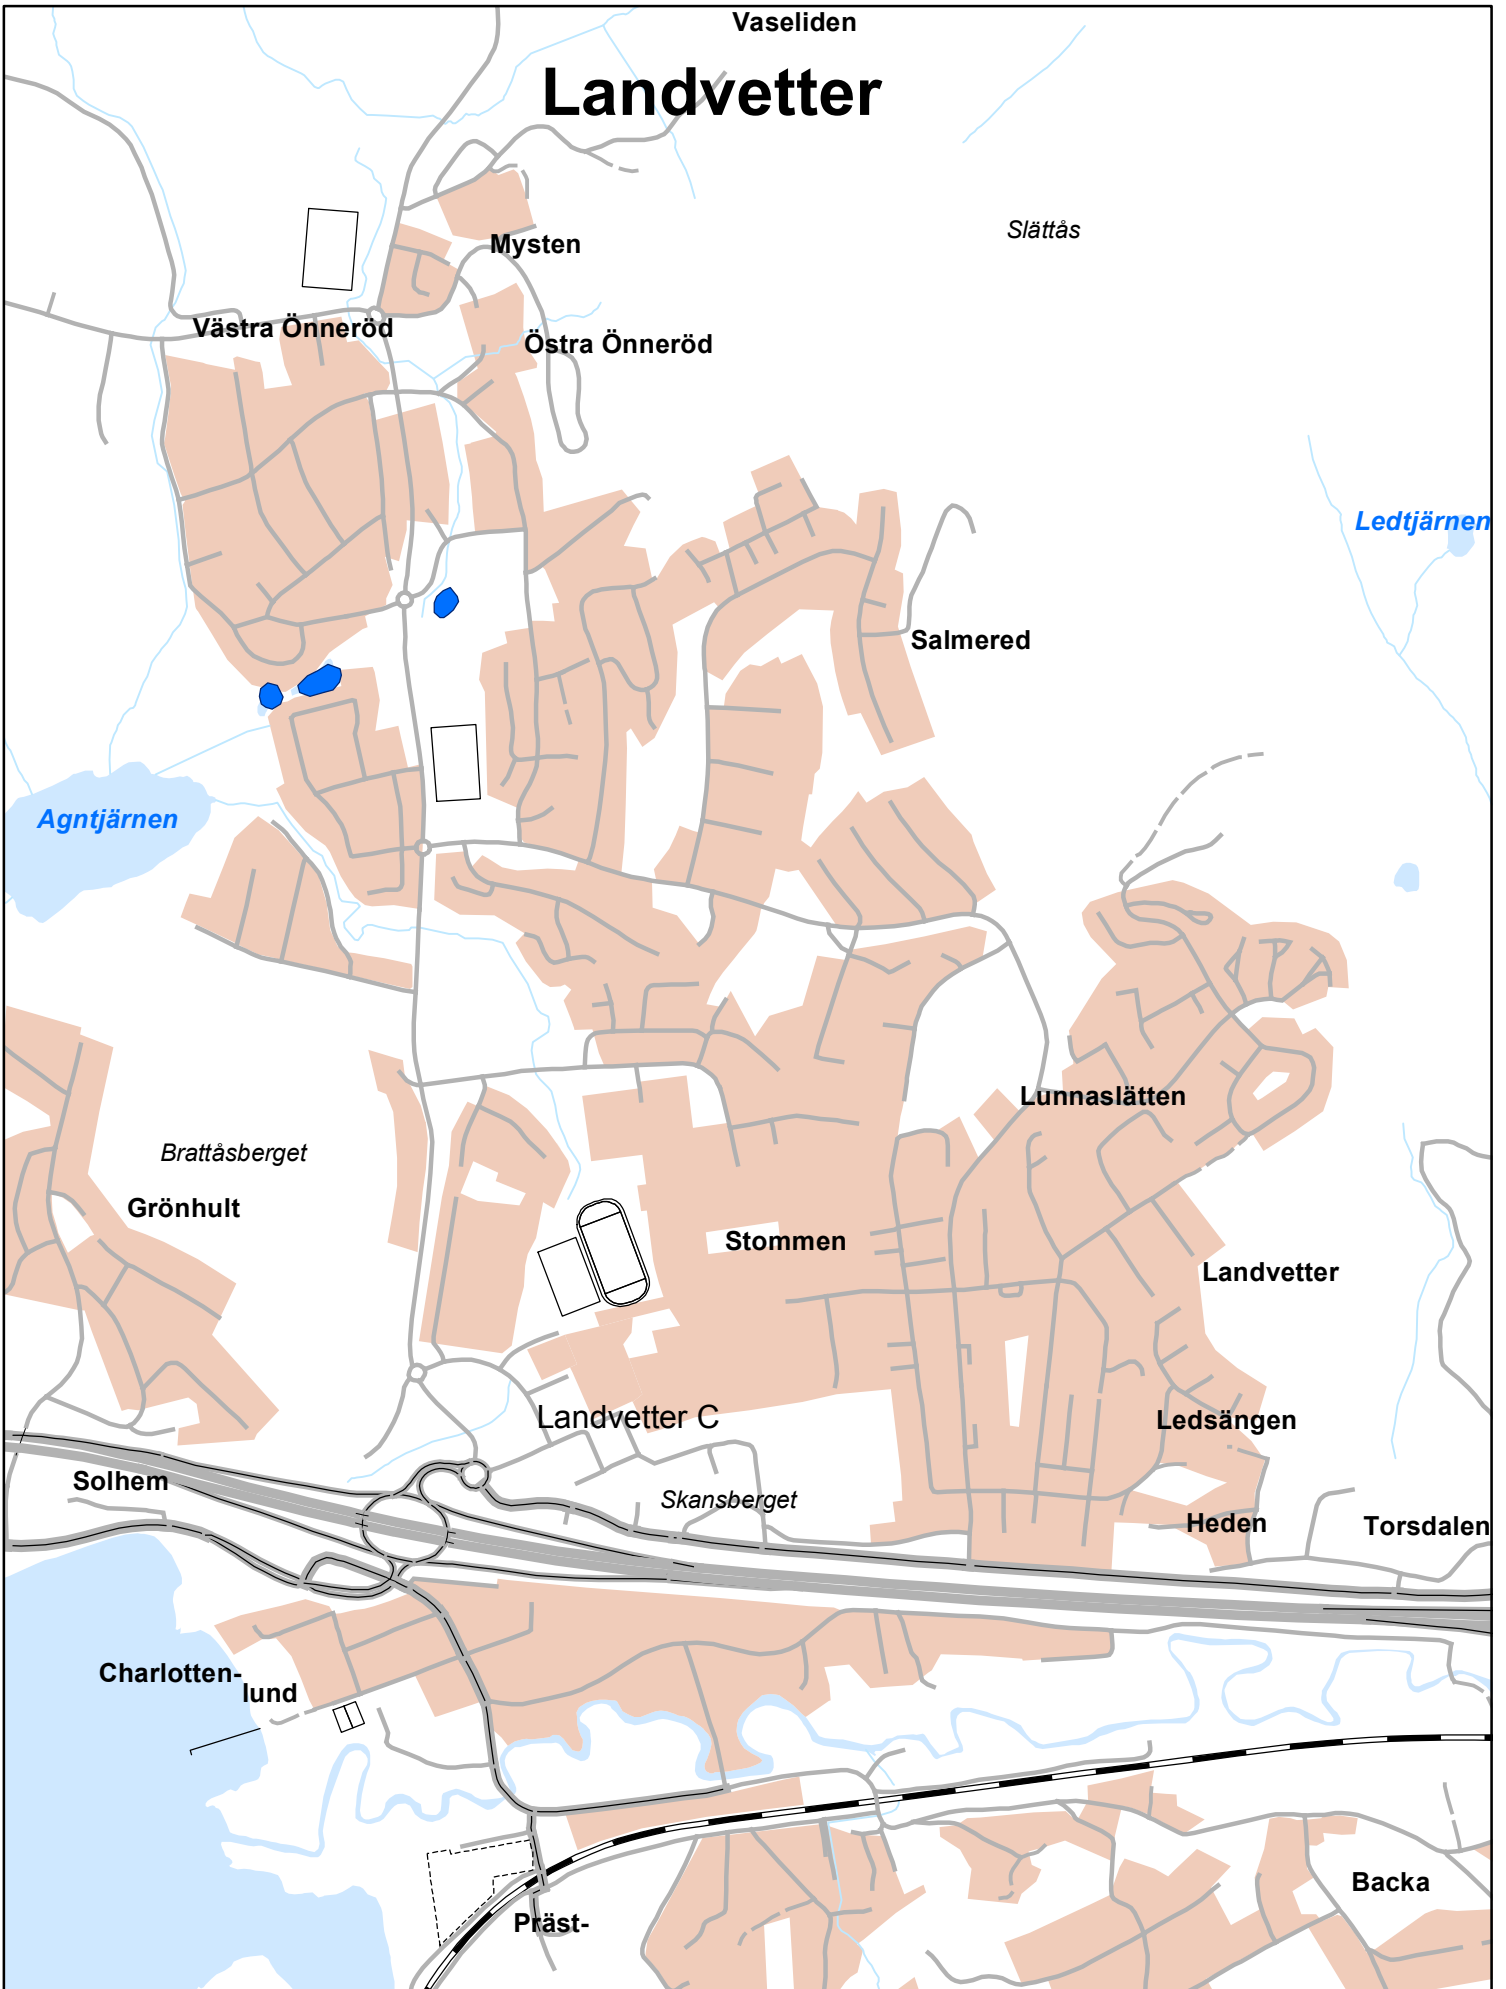 Vaseliden
Landvetter
Slättås
Mysten
Västra Önneröd
Östra Önneröd
Ledtjärnen
Salmered
Agntjärnen
Lunnaslätten
Brattåsberget
Grönhult
Stommen
Landvetter
Landvetter C
Ledsängen
Solhem
Skansberget
Heden
Torsdalen
Charlotten-
lund
Backa
Präst-